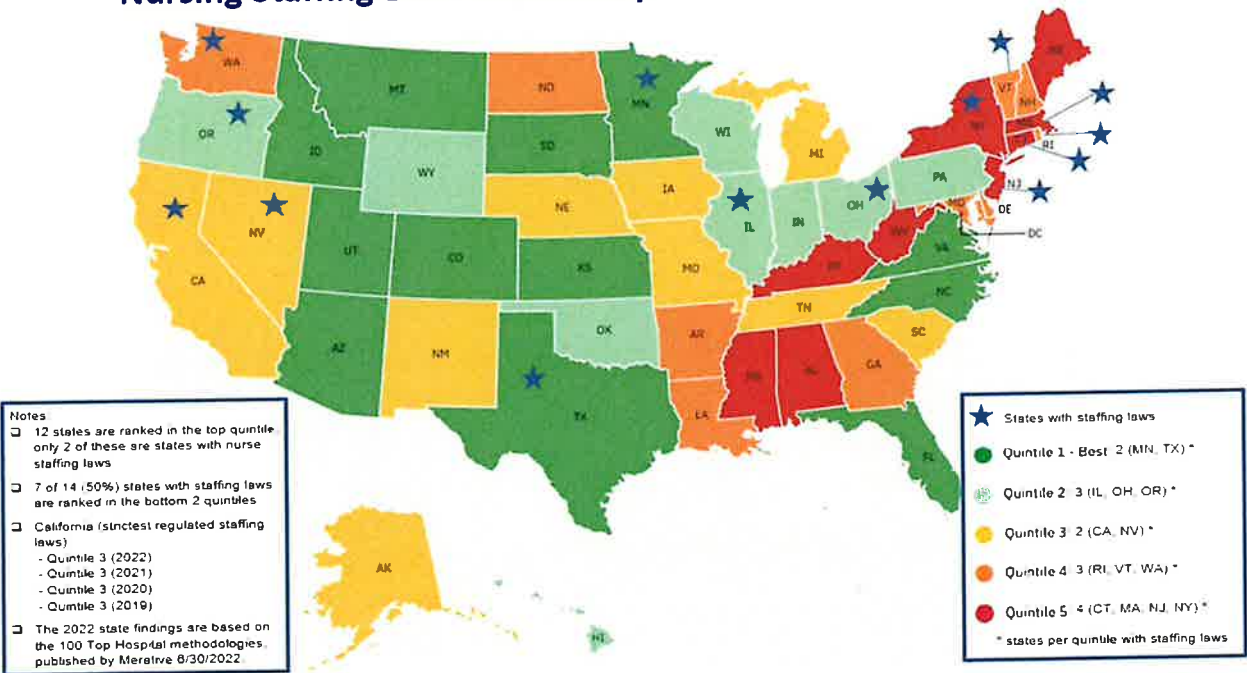 Nursing Staffing
WA
MT
ND
MN
OR
ID
SD
WI
WY
MI
VT
NH
RI
IA
NE
PA
NJ
NV
IL
IN
OH
DE
DC
UT
CO
KS
MO
VA
CA
NC
TN
OK
AR
SC
AZ
NM
GA
TX
LA
FL
AK
HI
Notes
12 states are ranked in the top quintile
only 2 of these are states with nurse
staffing laws
7 of 14 (50%) states with staffing laws
are ranked in the bottom 2 quintiles
California (strictest regulated staffing
laws)
- Quintile 3 (2022)
- Quintile 3 (2021)
- Quintile 3 (2020)
- Quintile 3 (2019)
The 2022 state findings are based on
the 100 Top Hospital methodologies,
published by Merative 6/30/2022
States with staffing laws
Quintile 1 - Best 2 (MN, TX) *
Quintile 2 3 (IL, OH, OR) *
Quintile 3 2 (CA, NV) *
Quintile 4 3 (RI, VT, WA) *
Quintile 5 4 (CT, MA, NJ, NY) *
* states per quintile with staffing laws